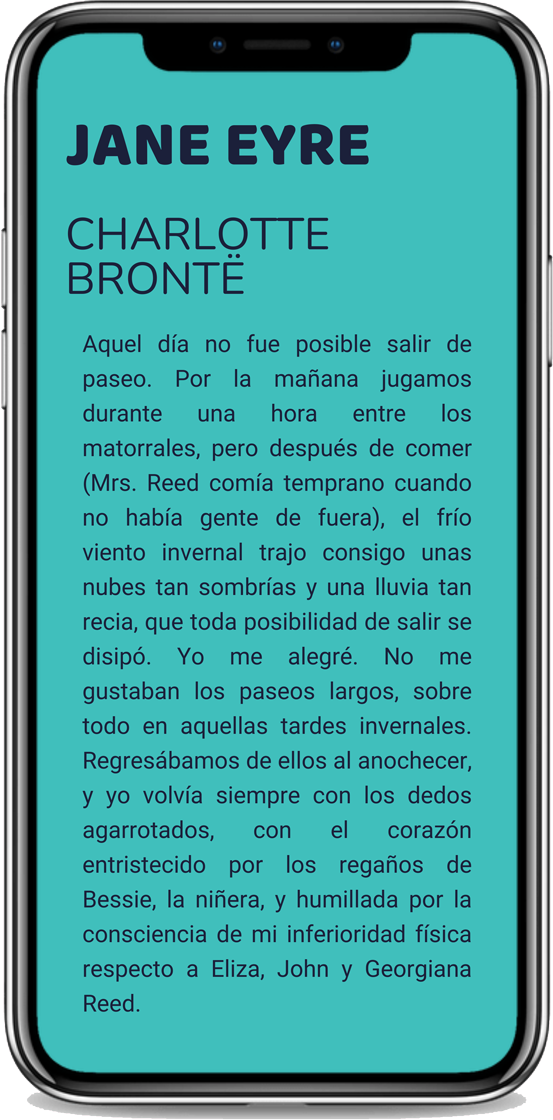 JANE EYRE
CHARLOTTE
BRONTË
Aquel día no fue posible salir de
paseo. Por la mañana jugamos
durante una hora entre los
matorrales, pero después de comer
(Mrs. Reed comía temprano cuando
no había gente de fuera), el frío
viento invernal trajo consigo unas
nubes tan sombrías y una lluvia tan
recia, que toda posibilidad de salir se
disipó. Yo me alegré. No me
gustaban los paseos largos, sobre
todo en aquellas tardes invernales.
Regresábamos de ellos al anochecer,
y yo volvía siempre con los dedos
agarrotados, con el corazón
entristecido por los regaños de
Bessie, la niñera, y humillada por la
consciencia de mi inferioridad física
respecto a Eliza, John y Georgiana
Reed.